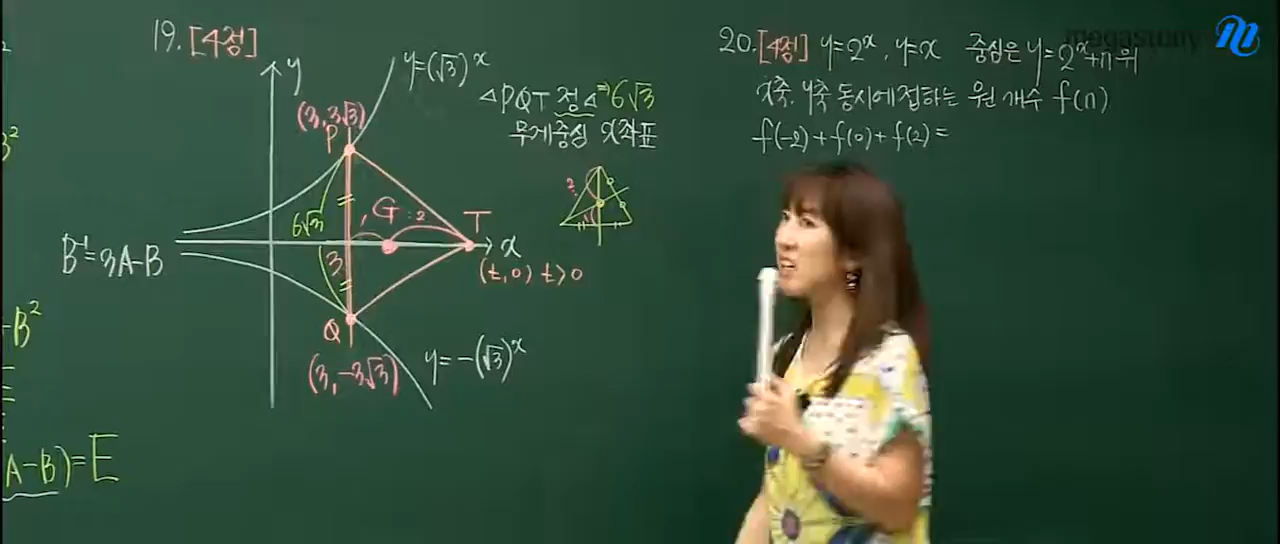 19. [4점]
y
y=(√3)^x
(3, 3√3)
P
△PQT 정△⇒6√3
무게중심 x좌표
6√3
1 G : 2
T
x
(t, 0) t>0
3
Q
(3, -3√3)
y=-(√3)^x
B^-1=3A-B
B^2
-B^2
A-B)=E
20. [4점] y=2^x, y=x 중심은 y=2^x+n 위
x축, y축 동시에 접하는 원 개수 f(n)
f(-2)+f(0)+f(2)=
megastudy